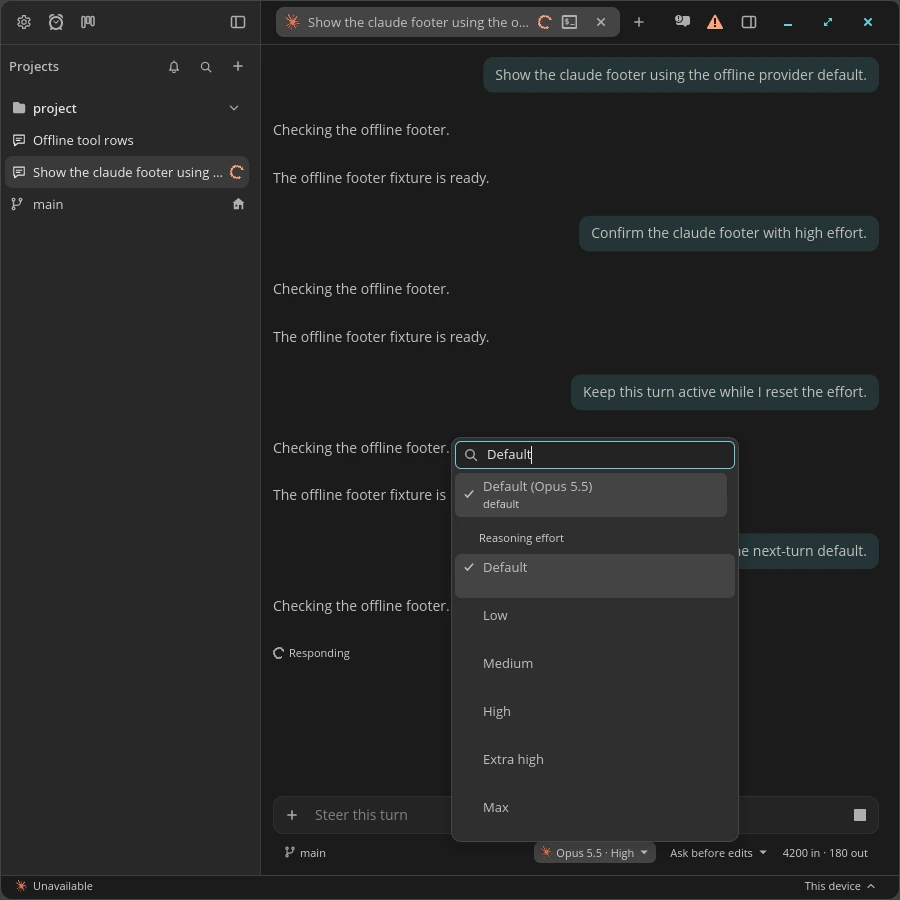 Show the claude footer using the o...
Projects
project
Offline tool rows
Show the claude footer using ...
main
Show the claude footer using the offline provider default.
Checking the offline footer.
The offline footer fixture is ready.
Confirm the claude footer with high effort.
Checking the offline footer.
The offline footer fixture is ready.
Keep this turn active while I reset the effort.
Checking the offline footer.
The offline footer fixture is
next-turn default.
Checking the offline footer.
Responding
Default
Default (Opus 5.5)
default
Reasoning effort
Default
Low
Medium
High
Extra high
Max
Steer this turn
main
Opus 5.5 · High
Ask before edits
4200 in · 180 out
Unavailable
This device